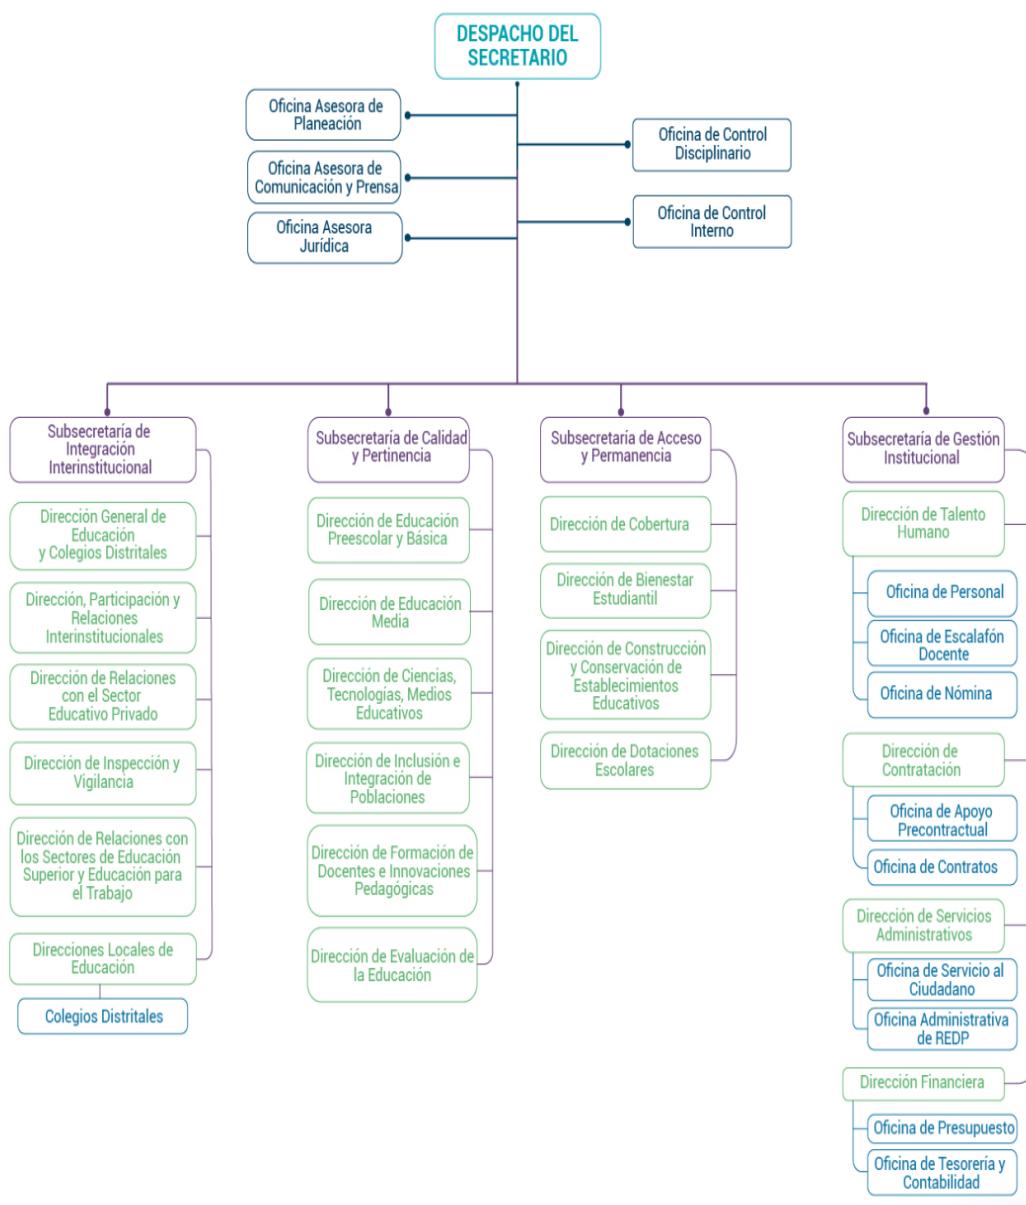 DESPACHO DEL
SECRETARIO
Oficina Asesora de
Planeación
Oficina Asesora de
Comunicación y Prensa
Oficina Asesora
Jurídica
Oficina de Control
Disciplinario
Oficina de Control
Interno
Subsecretaría de
Integración
Interinstitucional
Dirección General de
Educación
y Colegios Distritales
Dirección, Participación y
Relaciones
Interinstitucionales
Dirección de Relaciones
con el Sector
Educativo Privado
Dirección de Inspección y
Vigilancia
Dirección de Relaciones con
los Sectores de Educación
Superior y Educación para
el Trabajo
Direcciones Locales de
Educación
Colegios Distritales
Subsecretaría de Calidad
y Pertinencia
Dirección de Educación
Preescolar y Básica
Dirección de Educación
Media
Dirección de Ciencias,
Tecnologías, Medios
Educativos
Dirección de Inclusión e
Integración de
Poblaciones
Dirección de Formación de
Docentes e Innovaciones
Pedagógicas
Dirección de Evaluación de
la Educación
Subsecretaría de Acceso
y Permanencia
Dirección de Cobertura
Dirección de Bienestar
Estudiantil
Dirección de Construcción
y Conservación de
Establecimientos
Educativos
Dirección de Dotaciones
Escolares
Subsecretaría de Gestión
Institucional
Dirección de Talento
Humano
Oficina de Personal
Oficina de Escalafón
Docente
Oficina de Nómina
Dirección de
Contratación
Oficina de Apoyo
Precontractual
Oficina de Contratos
Dirección de Servicios
Administrativos
Oficina de Servicio al
Ciudadano
Oficina Administrativa
de REDP
Dirección Financiera
Oficina de Presupuesto
Oficina de Tesorería y
Contabilidad